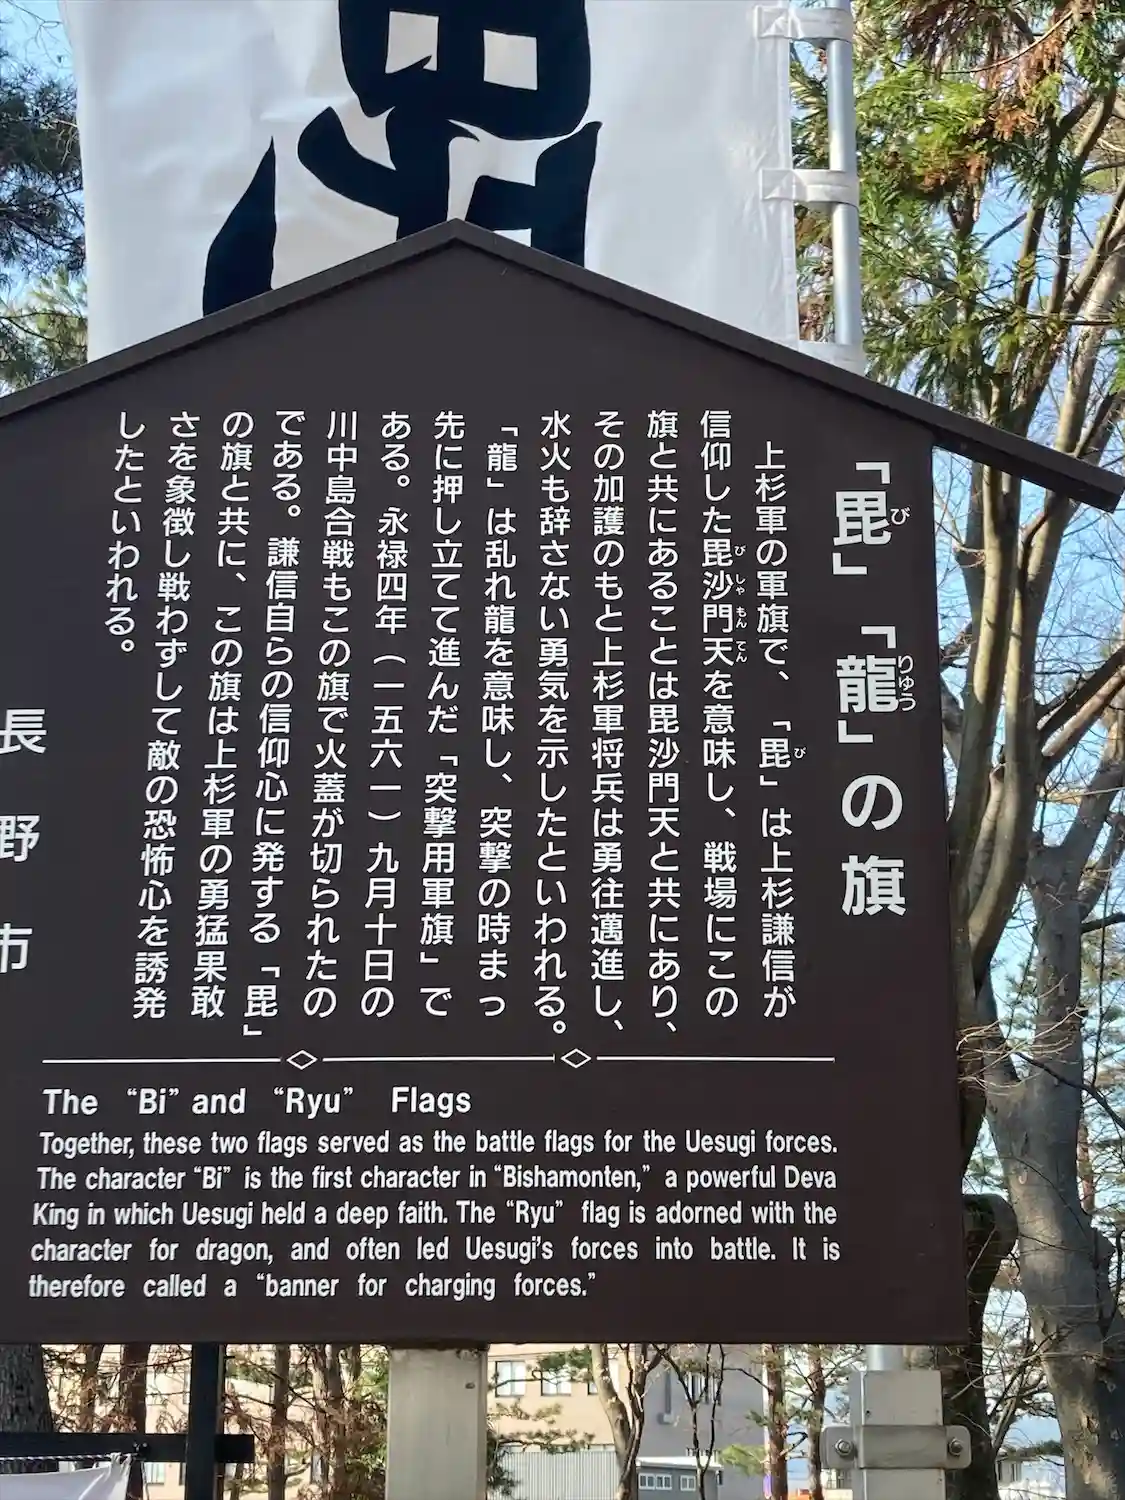 毘
「毘」「龍」の旗
び
りゅう
上杉軍の軍旗で、「毘」は上杉謙信が
び
信仰した毘沙門天を意味し、戦場にこの
びしゃもんてん
旗と共にあることは毘沙門天と共にあり、
その加護のもと上杉軍将兵は勇往邁進し、
水火も辞さない勇気を示したといわれる。
「龍」は乱れ龍を意味し、突撃の時まっ
先に押し立てて進んだ「突撃用軍旗」で
ある。永禄四年（一五六一）九月十日の
川中島合戦もこの旗で火蓋が切られたの
である。謙信自らの信仰心に発する「毘」
の旗と共に、この旗は上杉軍の勇猛果敢
さを象徴し戦わずして敵の恐怖心を誘発
したといわれる。
長野市
The “Bi” and “Ryu” Flags
Together, these two flags served as the battle flags for the Uesugi forces.
The character “Bi” is the first character in “Bishamonten,” a powerful Deva
King in which Uesugi held a deep faith. The “Ryu” flag is adorned with the
character for dragon, and often led Uesugi’s forces into battle. It is
therefore called a “banner for charging forces.”